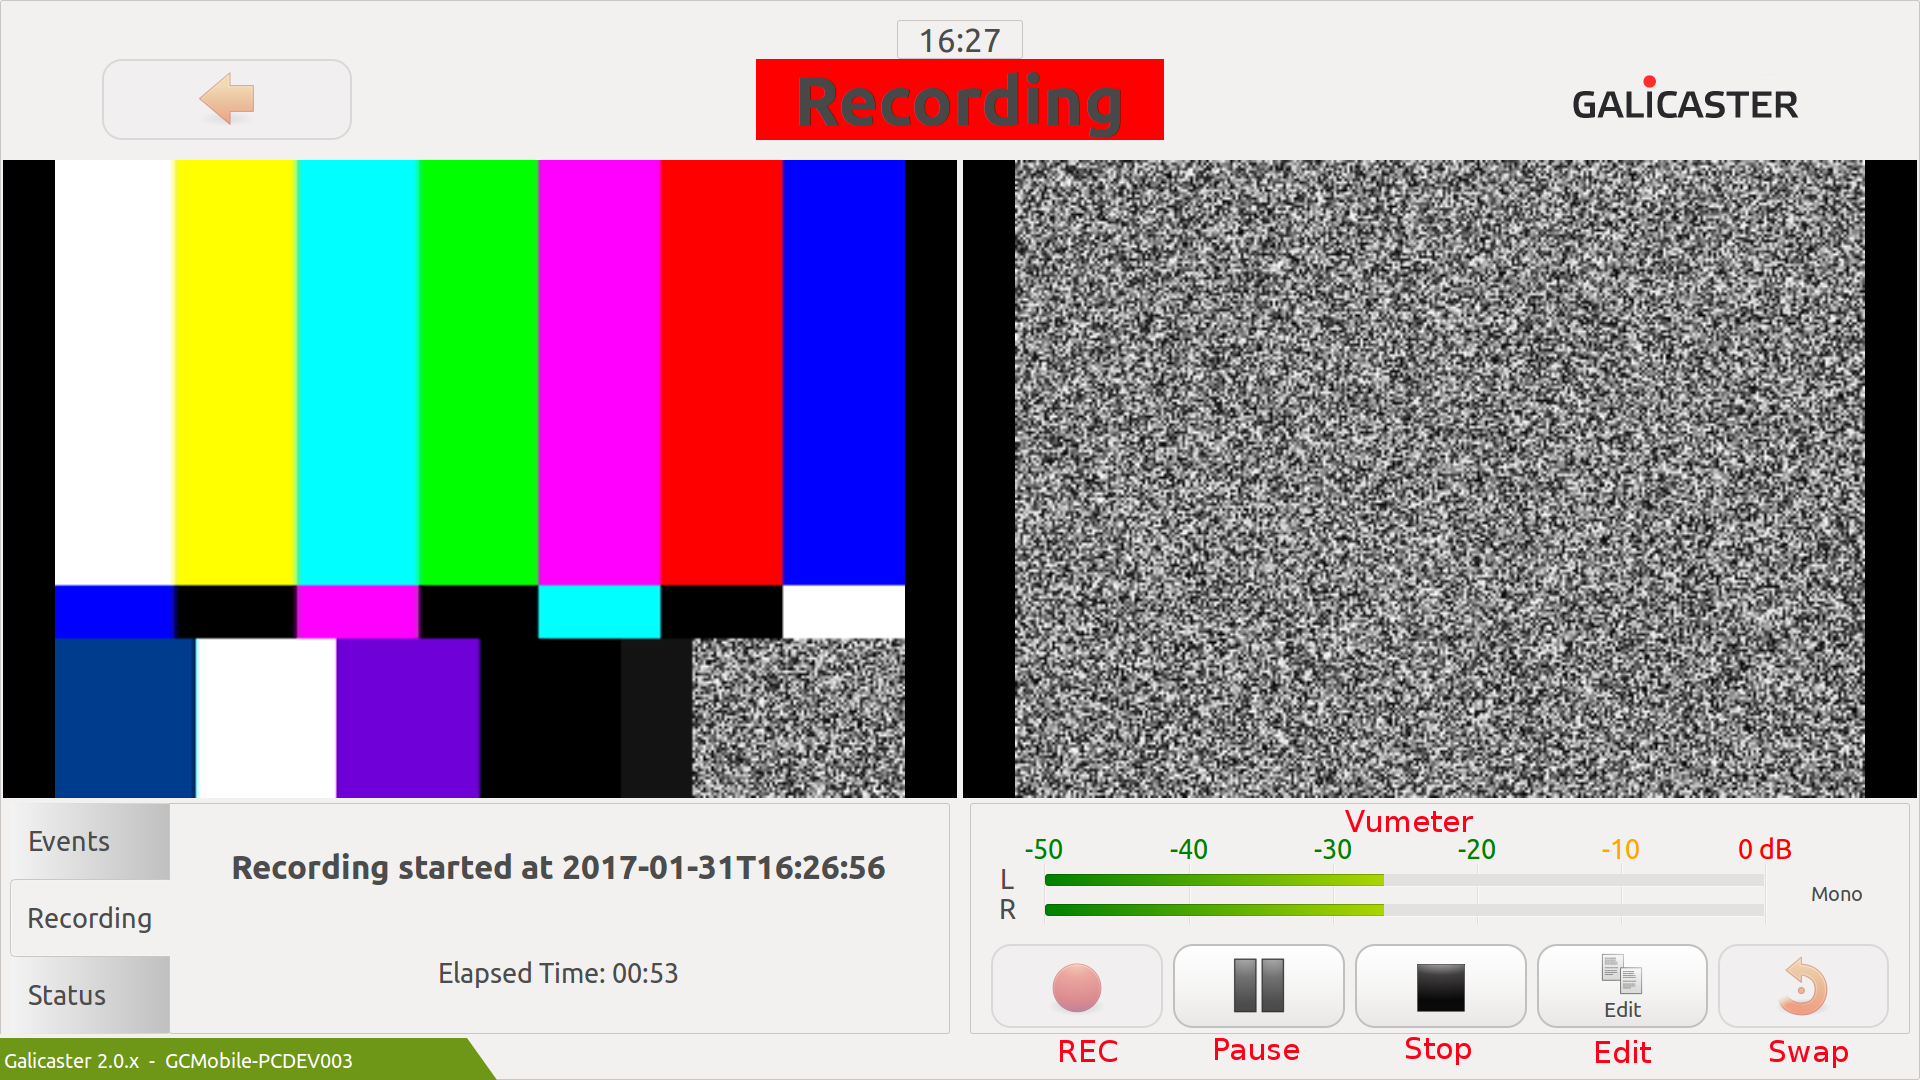 16:27
Recording
GALICASTER
Events
Recording
Status
Recording started at 2017-01-31T16:26:56
Elapsed Time: 00:53
Vumeter
-50 -40 -30 -20 -10 0 dB
L
R
Mono
Edit
REC Pause Stop Edit Swap
Galicaster 2.0.x - GCMobile-PCDEV003